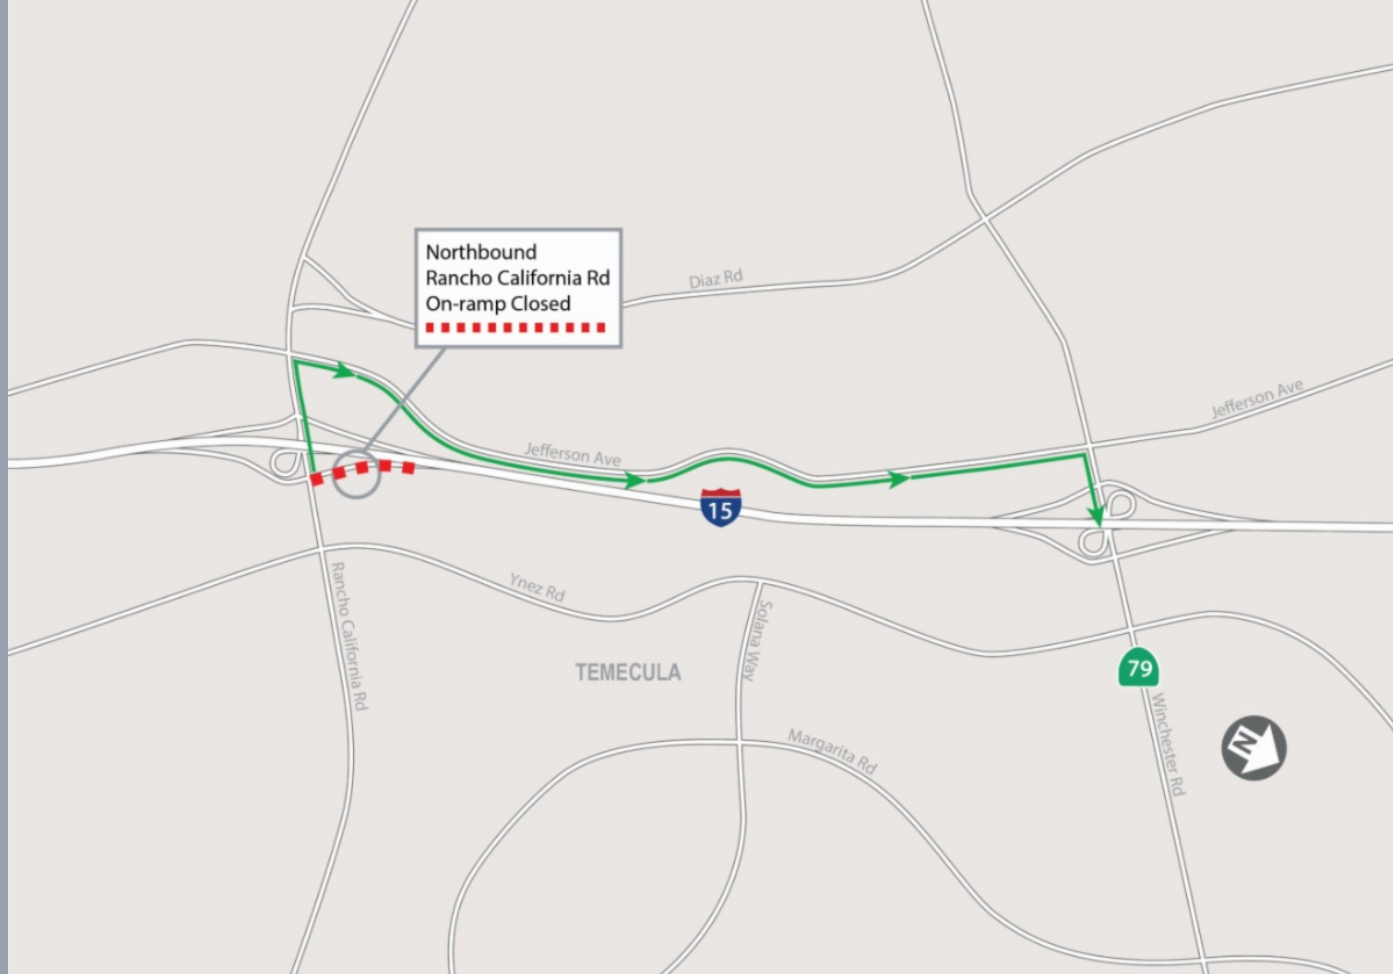 Northbound
Rancho California Rd
On-ramp Closed
Diaz Rd
Jefferson Ave
Jefferson Ave
15
Ynez Rd
Rancho California Rd
Solana Way
TEMECULA
79
Winchester Rd
Margarita Rd
N